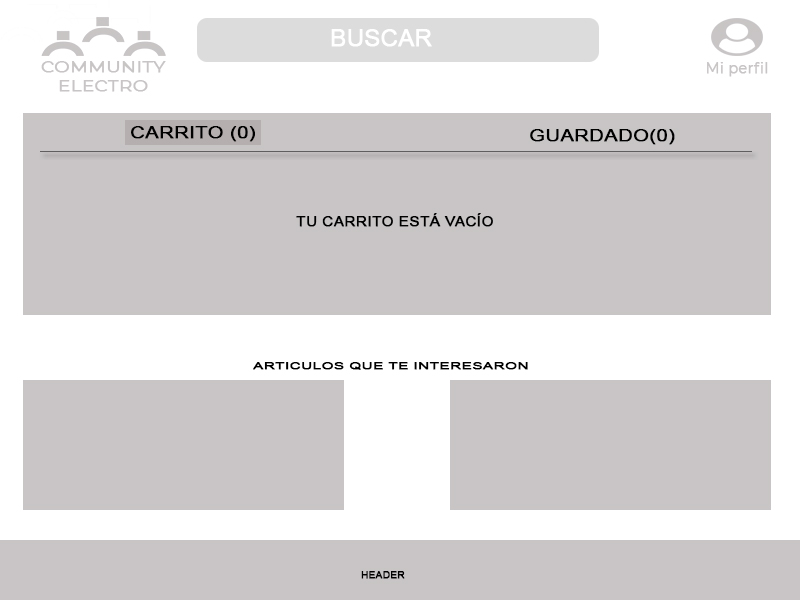 BUSCAR
COMMUNITY
ELECTRO
Mi perfil
CARRITO (0)
GUARDADO(0)
TU CARRITO ESTÁ VACÍO
ARTICULOS QUE TE INTERESARON
HEADER